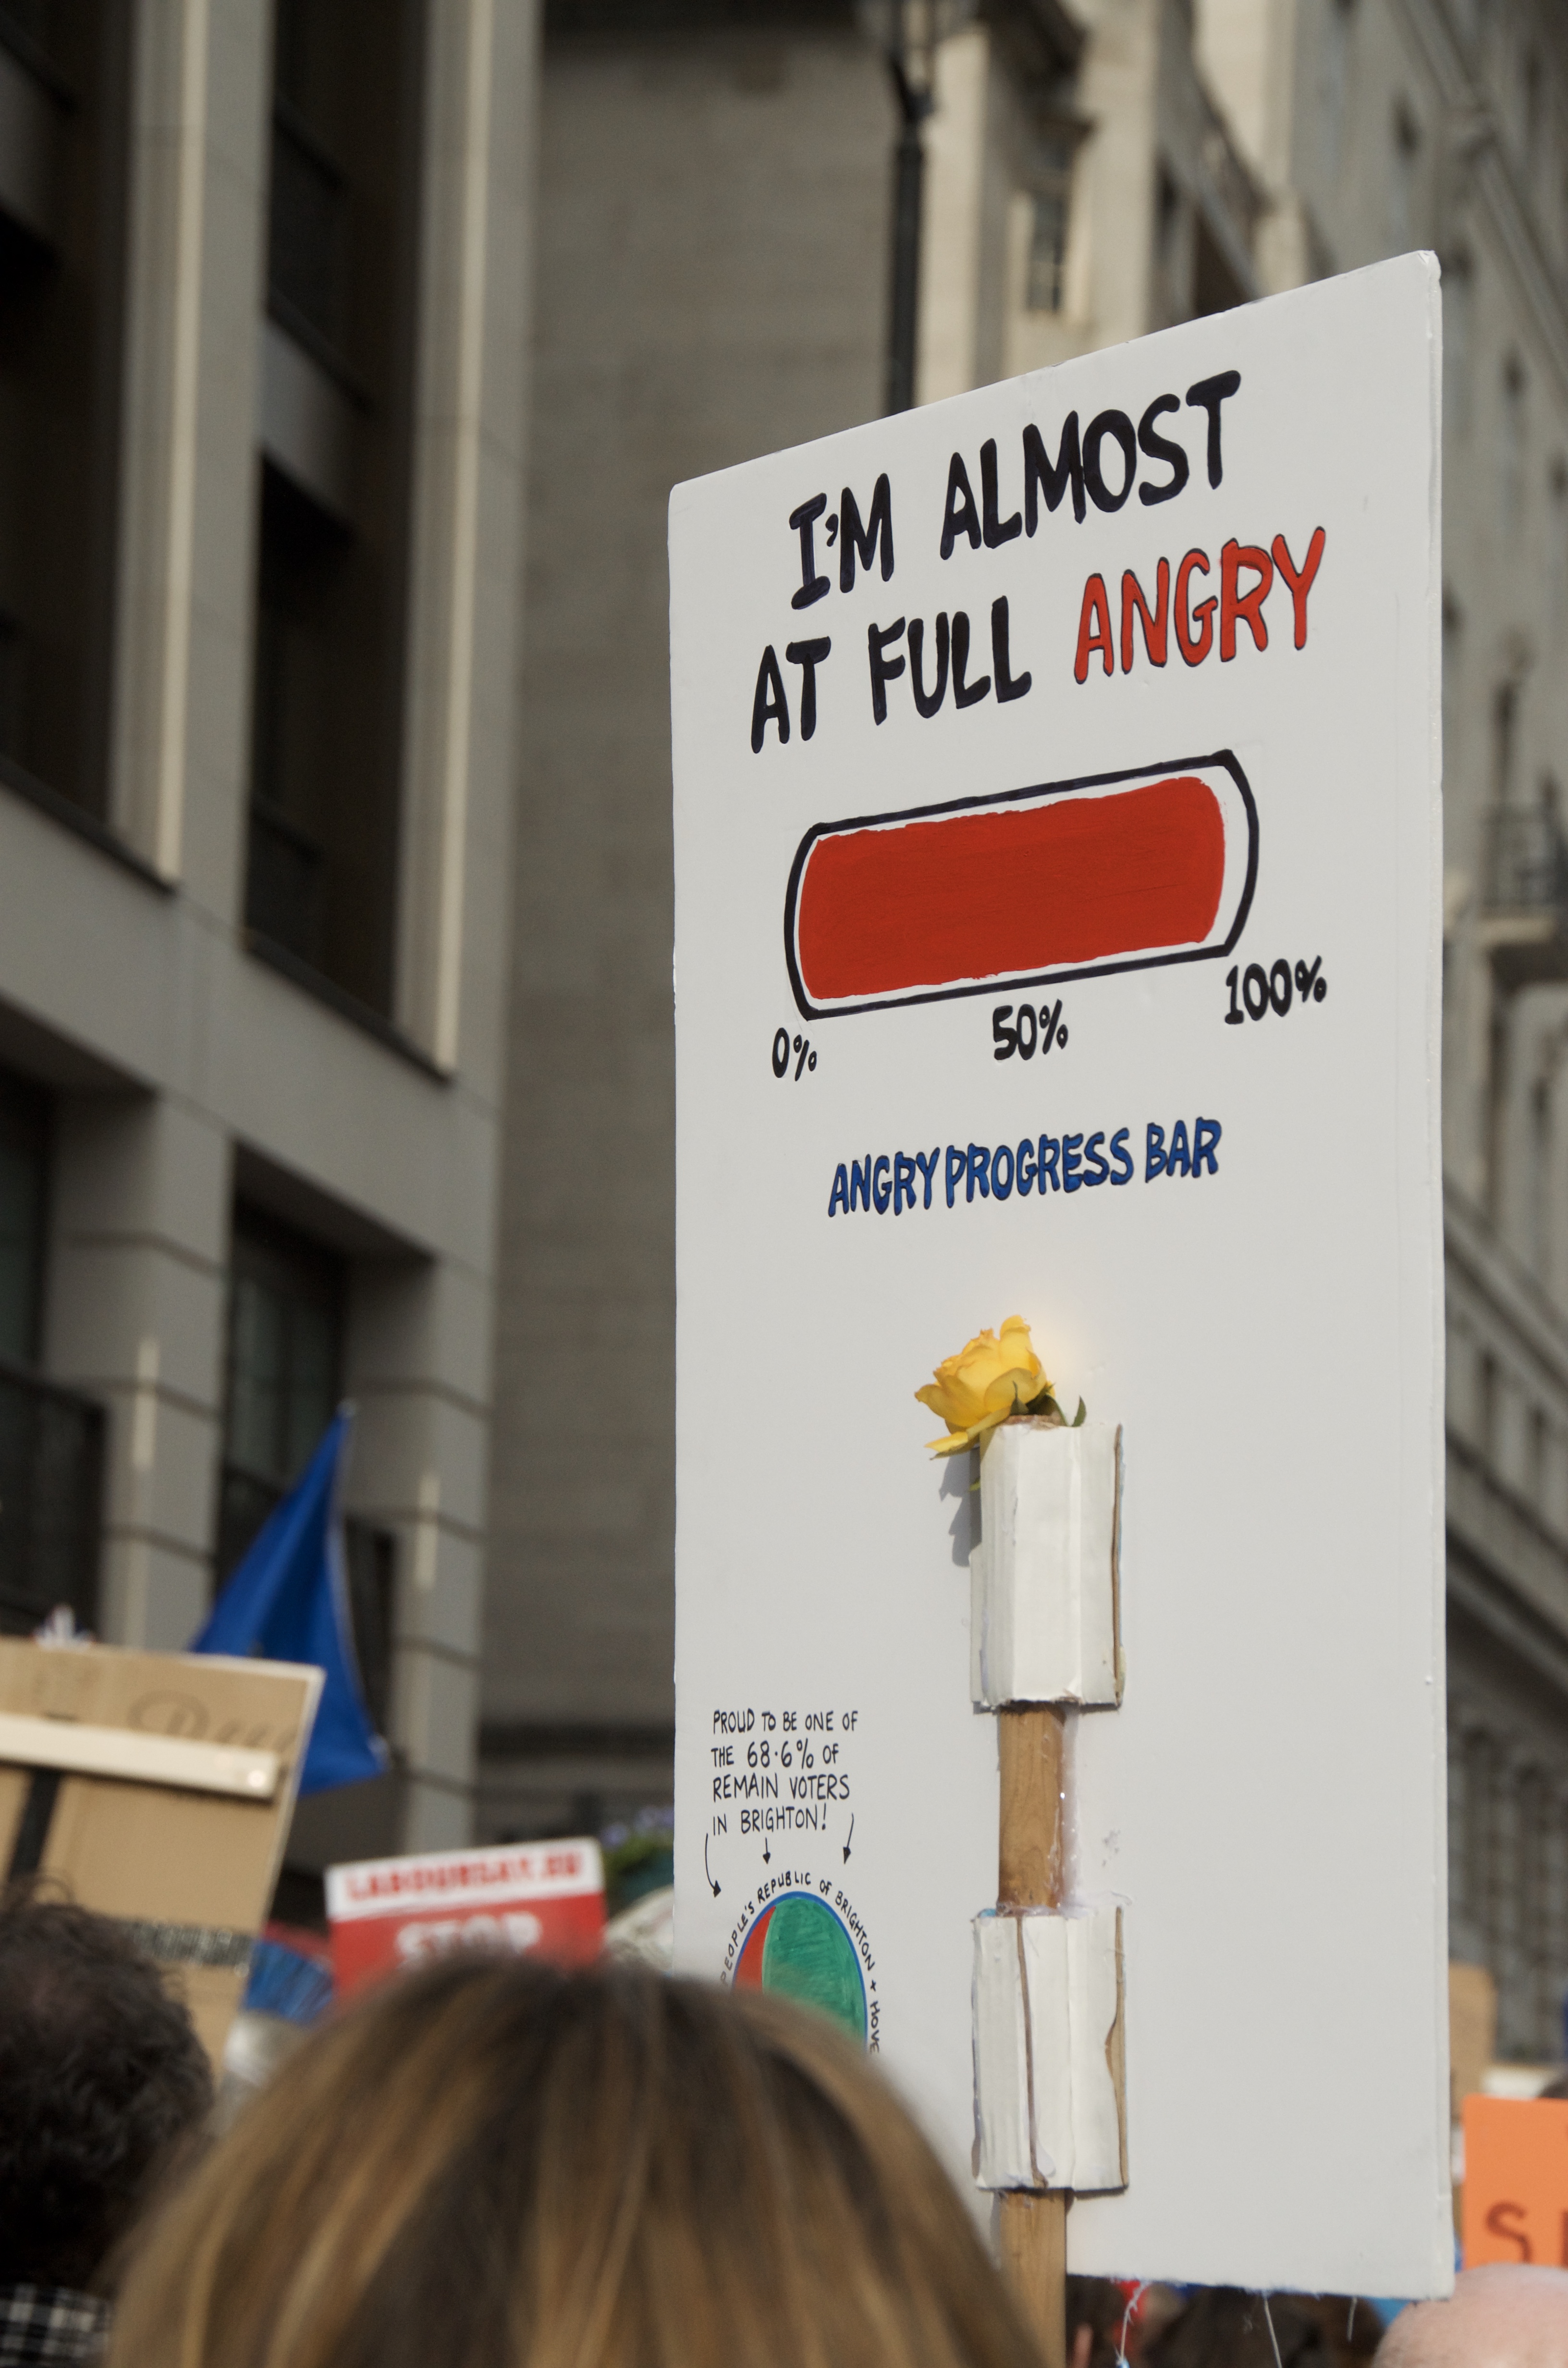 I'M ALMOST
AT FULL ANGRY
0%
50%
100%
ANGRY PROGRESS BAR
PROUD TO BE ONE OF
THE 68.6% OF
REMAIN VOTERS
IN BRIGHTON!
PEOPLE'S REPUBLIC OF BRIGHTON + HOVE
STOP